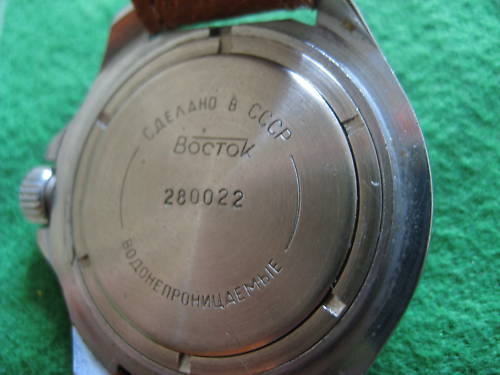 СДЕЛАНО В СССР
Восток
280022
ВОДОНЕПРОНИЦАЕМЫЕ